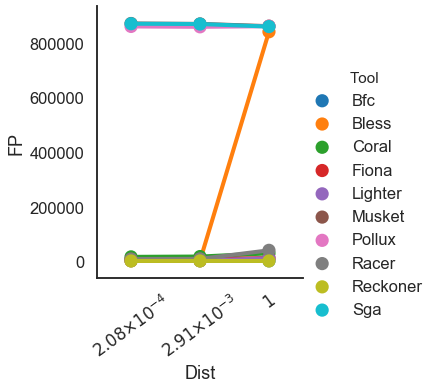 800000
600000
400000
200000
0
FP
2.08×10⁻⁴
2.91×10⁻³
1
Dist
Tool
Bfc
Bless
Coral
Fiona
Lighter
Musket
Pollux
Racer
Reckoner
Sga